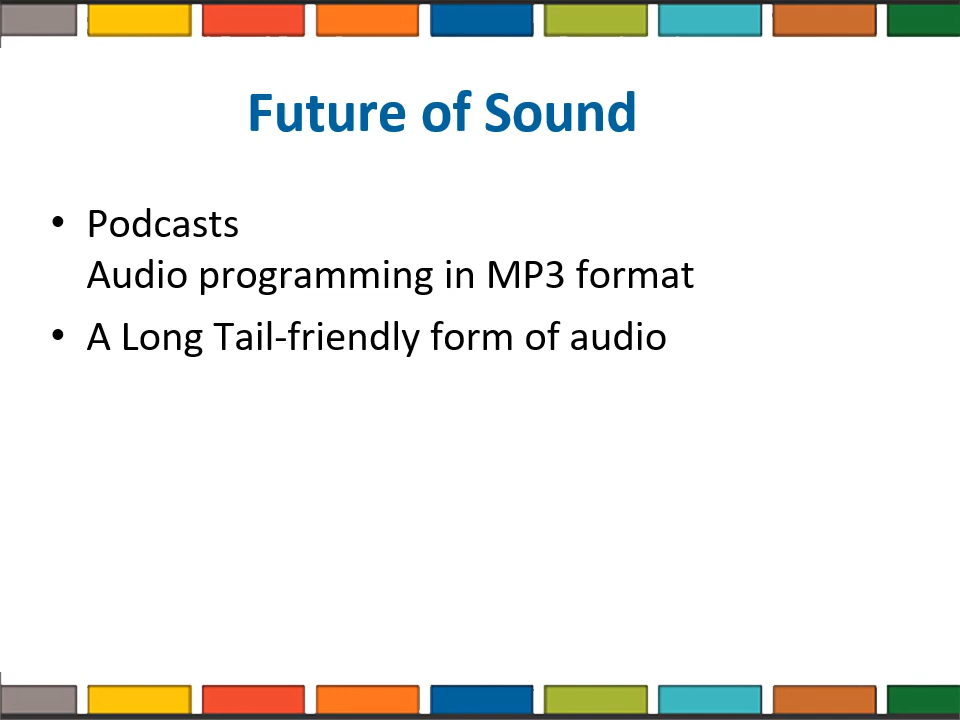 Future of Sound
• Podcasts
Audio programming in MP3 format
• A Long Tail-friendly form of audio